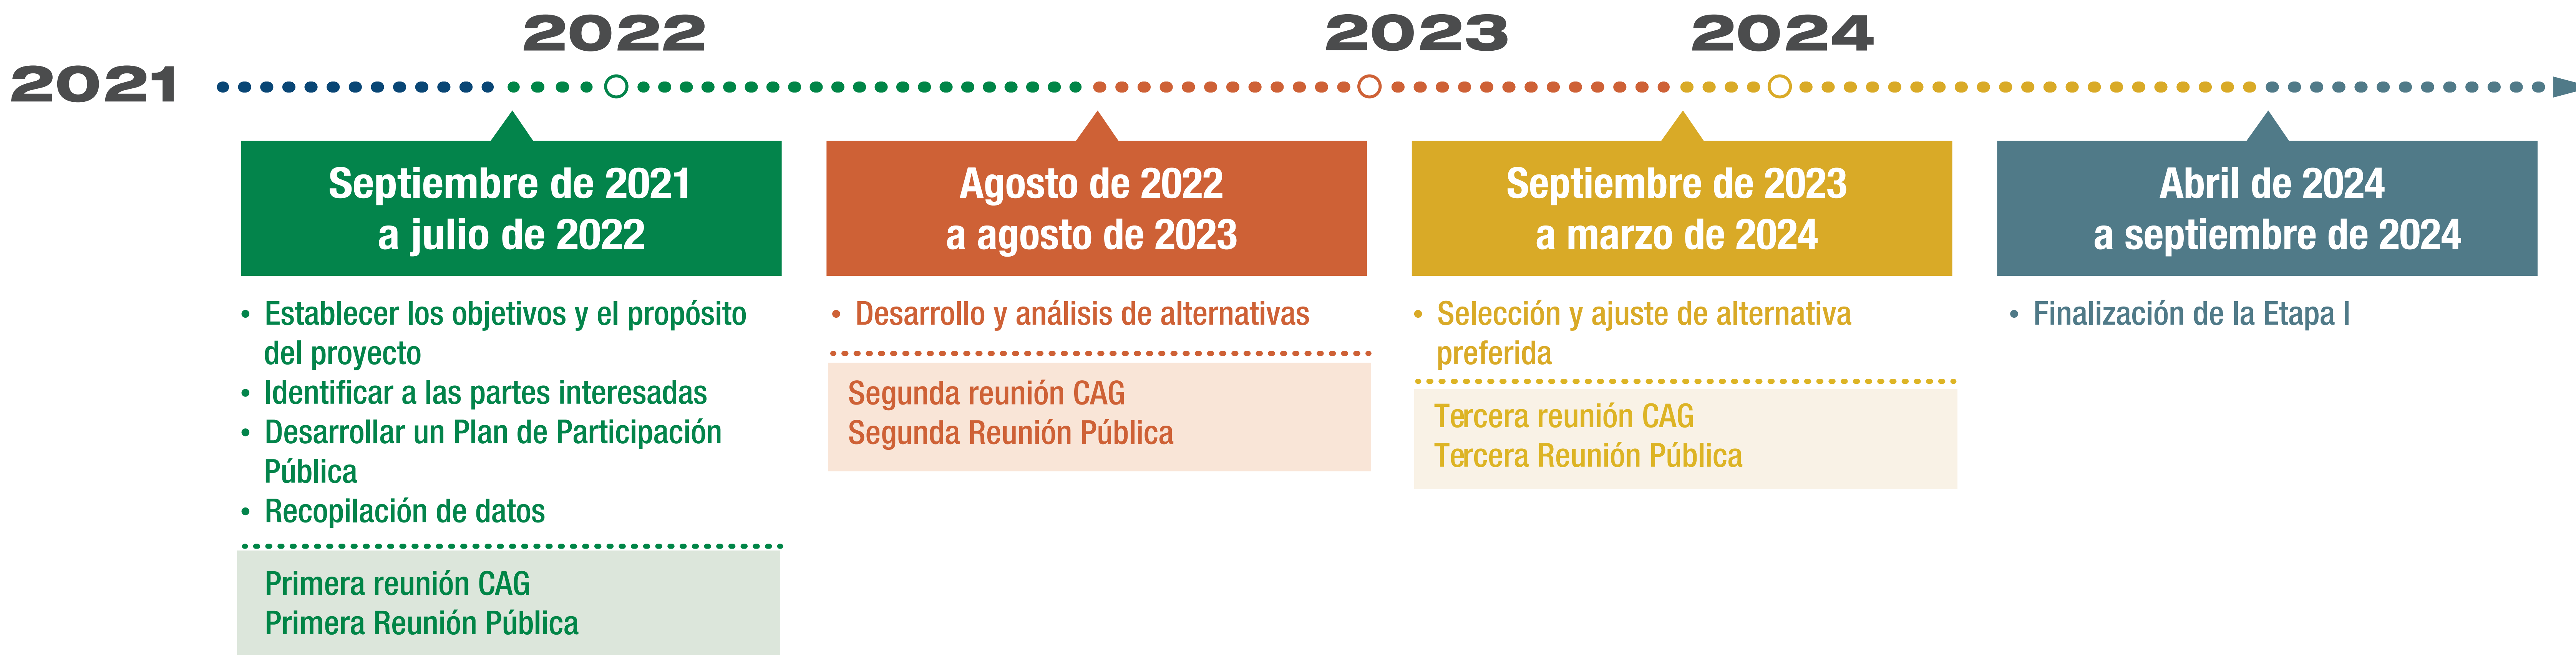 2021
2022
2023
2024
Septiembre de 2021
a julio de 2022
• Establecer los objetivos y el propósito
del proyecto
• Identificar a las partes interesadas
• Desarrollar un Plan de Participación
Pública
• Recopilación de datos
Primera reunión CAG
Primera Reunión Pública
Agosto de 2022
a agosto de 2023
• Desarrollo y análisis de alternativas
Segunda reunión CAG
Segunda Reunión Pública
Septiembre de 2023
a marzo de 2024
• Selección y ajuste de alternativa
preferida
Tercera reunión CAG
Tercera Reunión Pública
Abril de 2024
a septiembre de 2024
• Finalización de la Etapa I